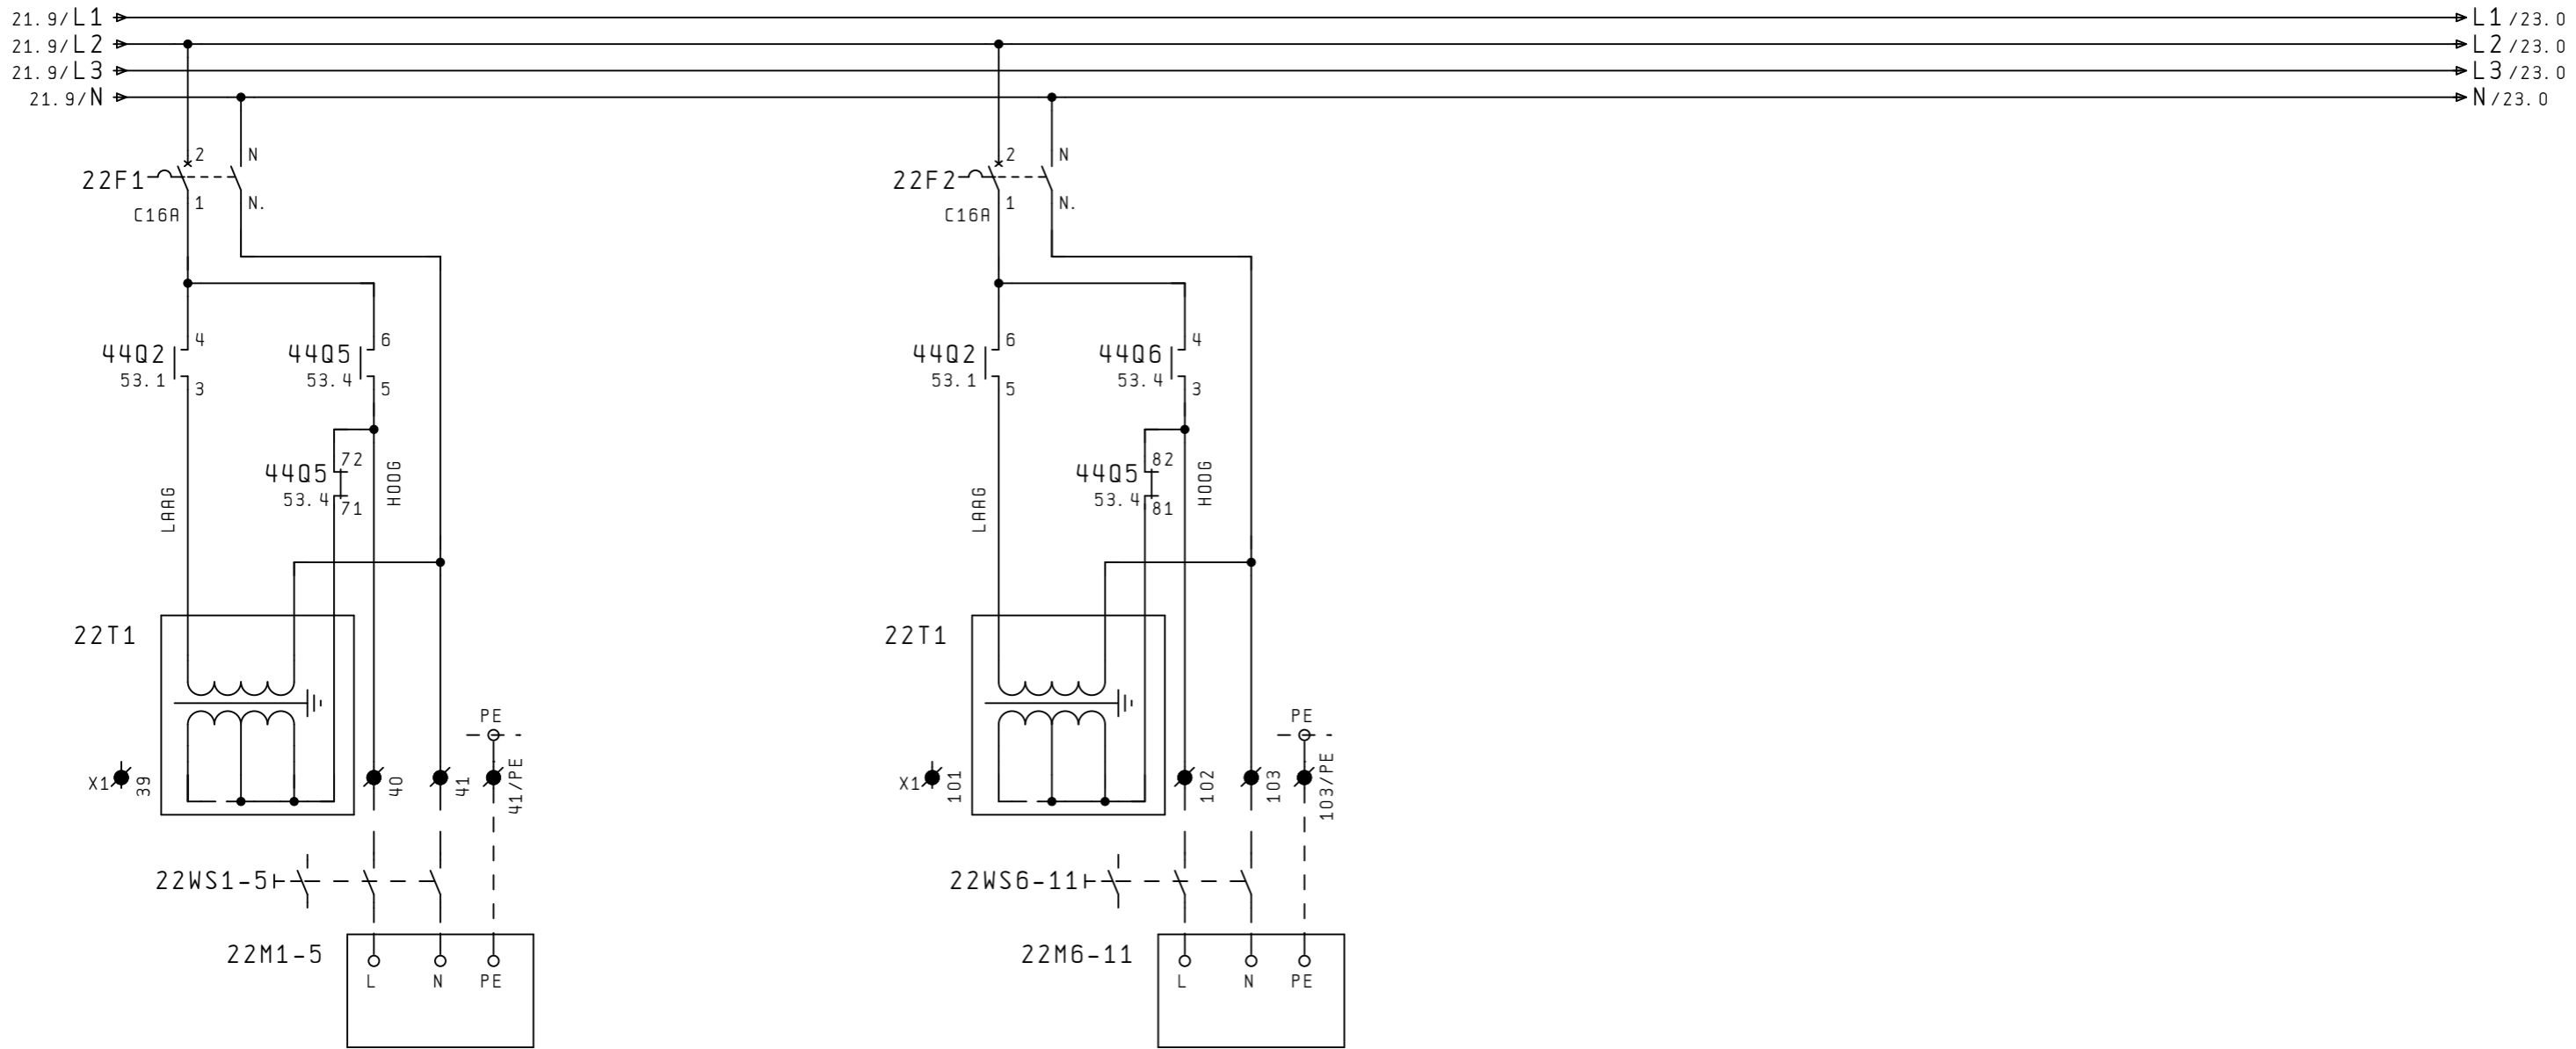 21.9/L1
L1/23.0
21.9/L2
L2/23.0
21.9/L3
L3/23.0
21.9/N
N/23.0
2
N
22F1
C16A
1
N.
2
N
22F2
C16A
1
N.
4
44Q2
53.1
3
6
44Q5
53.4
5
6
44Q2
53.1
5
4
44Q6
53.4
3
72
44Q5
53.4
71
LAAG
HOOG
82
44Q5
53.4
81
LAAG
HOOG
22T1
22T1
PE
PE
X1
39
40
41
41/PE
X1
101
102
103
103/PE
22WS1-5
22WS6-11
22M1-5
L
N
PE
22M6-11
L
N
PE